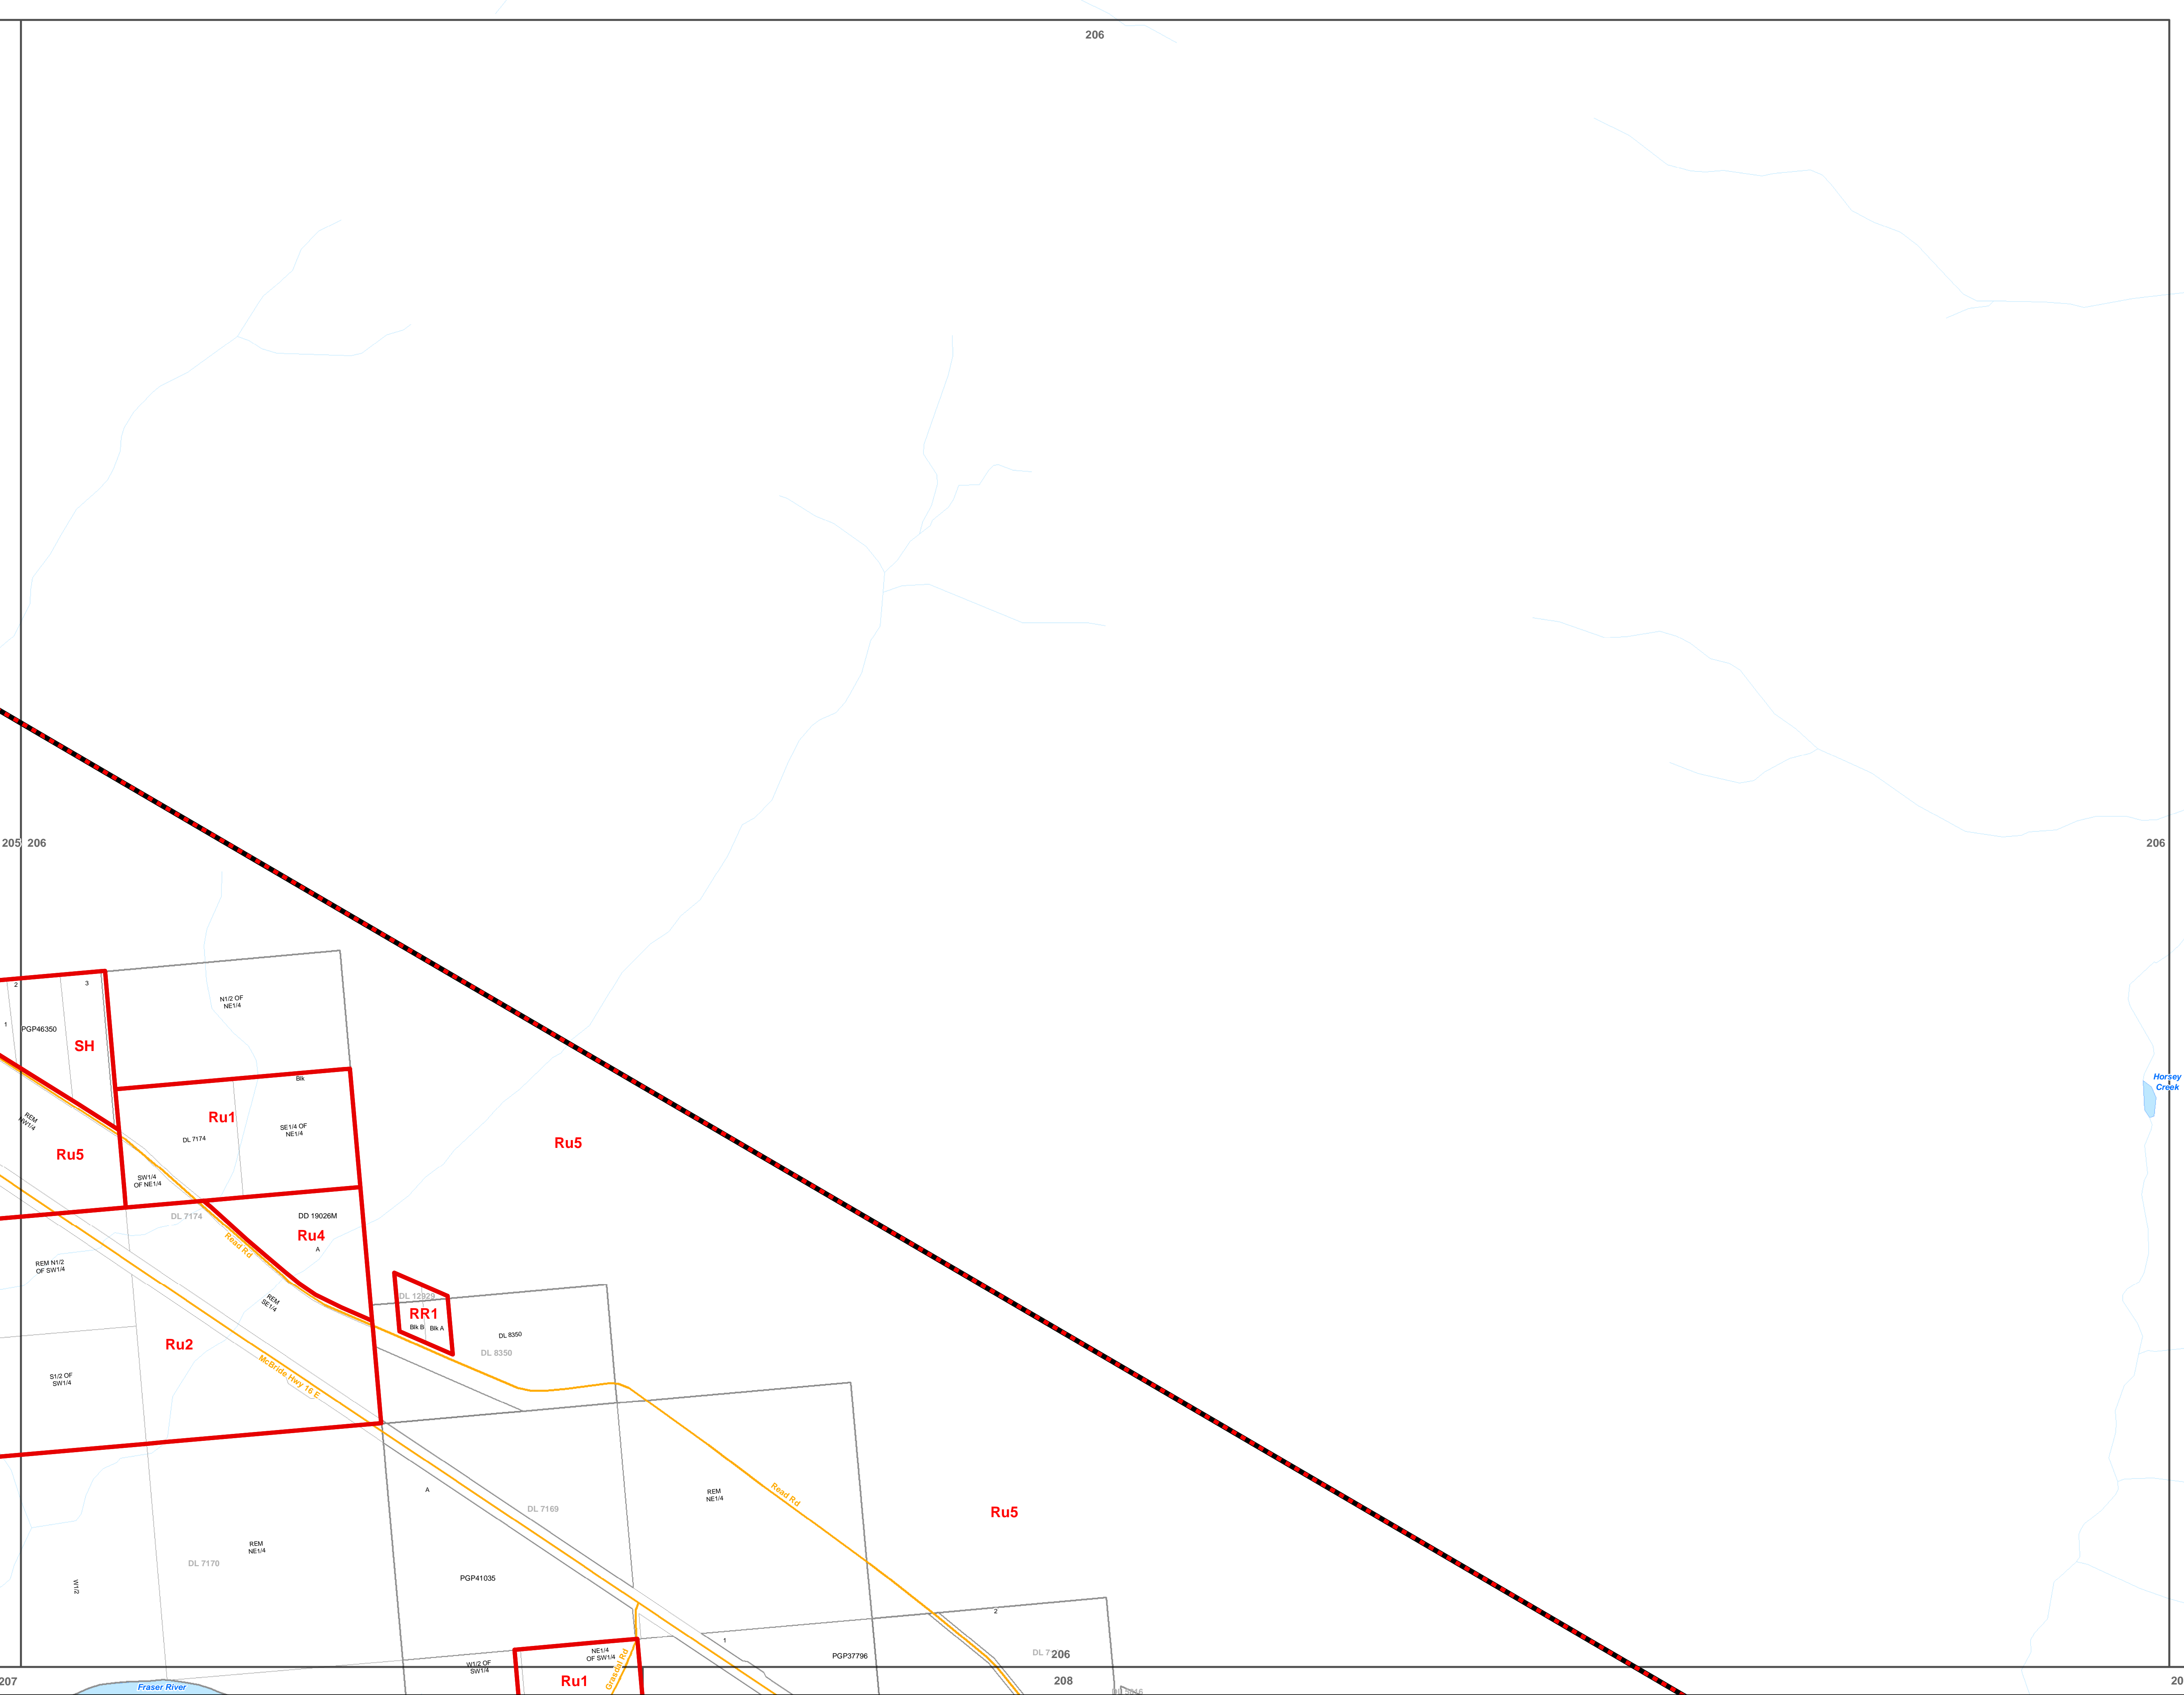 206
205
206
206
2
3
1
PGP46350
SH
N1/2 OF
NE1/4
Blk
Ru1
DL 7174
SE1/4 OF
NE1/4
REM
NW1/4
Ru5
SW1/4
OF NE1/4
Ru5
Horsey
Creek
DL 7174
DD 19026M
Ru4
A
Read Rd
REM N1/2
OF SW1/4
REM
SE1/4
DL 12929
RR1
Blk B
Blk A
DL 8350
DL 8350
Ru2
S1/2 OF
SW1/4
McBride Hwy 16 E
A
DL 7169
REM
NE1/4
Read Rd
Ru5
REM
NE1/4
DL 7170
W1/2
PGP41035
2
1
NE1/4
OF SW1/4
W1/2 OF
SW1/4
PGP37796
206
Grasdal Rd
Ru1
207
Fraser River
208